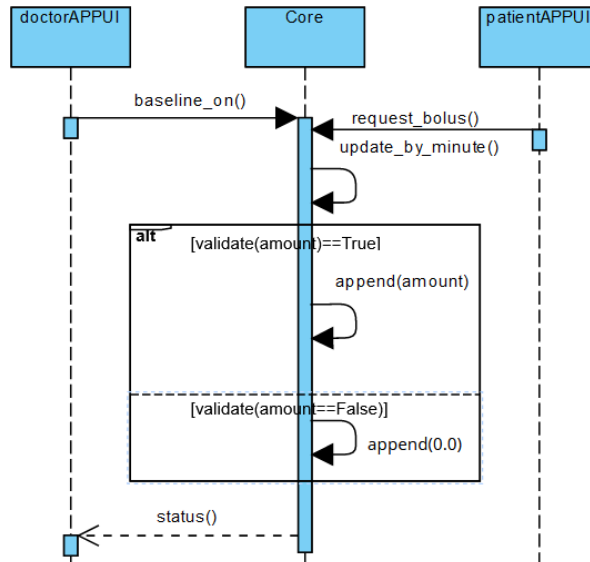 doctorAPPUI
Core
patientAPPUI
baseline_on()
request_bolus()
update_by_minute()
alt
[validate(amount)==True]
append(amount)
[validate(amount==False)]
append(0.0)
status()